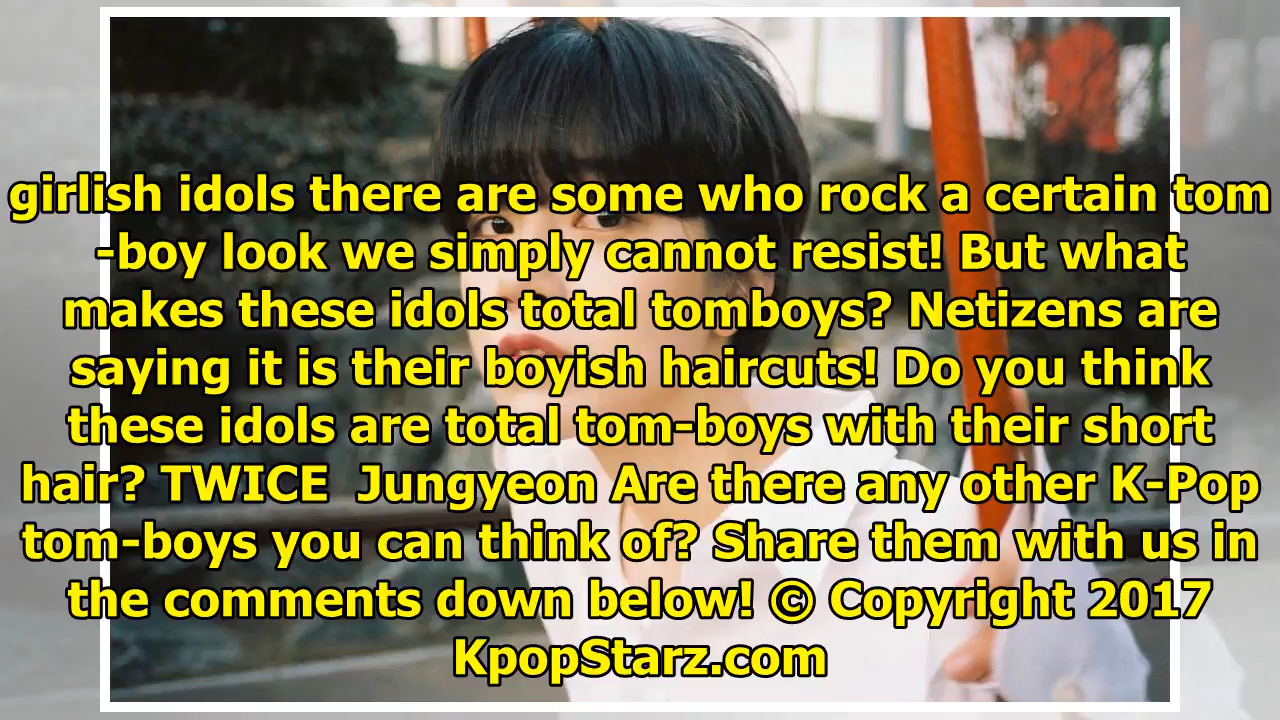 girlish idols there are some who rock a certain tom
-boy look we simply cannot resist! But what
makes these idols total tomboys? Netizens are
saying it is their boyish haircuts! Do you think
these idols are total tom-boys with their short
hair? TWICE  Jungyeon Are there any other K-Pop
tom-boys you can think of? Share them with us in
the comments down below! © Copyright 2017
KpopStarz.com